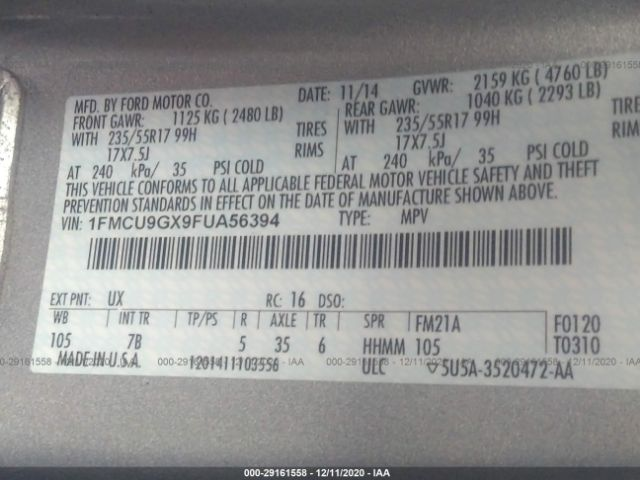 MFD. BY FORD MOTOR CO. DATE: 11/14 GVWR: 2159 KG ( 4760 LB)
FRONT GAWR: 1125 KG ( 2480 LB) REAR GAWR: 1040 KG ( 2293 LB)
WITH 235/55R17 99H TIRES WITH 235/55R17 99H TIRES
17X7.5J RIMS 17X7.5J RIMS
AT 240 kPa/ 35 PSI COLD AT 240 kPa/ 35 PSI COLD
THIS VEHICLE CONFORMS TO ALL APPLICABLE FEDERAL MOTOR VEHICLE SAFETY AND THEFT
PREVENTION STANDARDS IN EFFECT ON THE DATE OF MANUFACTURE SHOWN ABOVE.
VIN: 1FMCU9GX9FUA56394 TYPE: MPV
EXT PNT: UX RC: 16 DSO:
WB INT TR TP/PS R AXLE TR SPR FM21A F0120
105 7B 5 35 6 HHMM 105 T0310
MADE IN U.S.A. 1201411103556 ULC 5U5A-3520472-AA
000-29161558 - 12/11/2020 - IAA